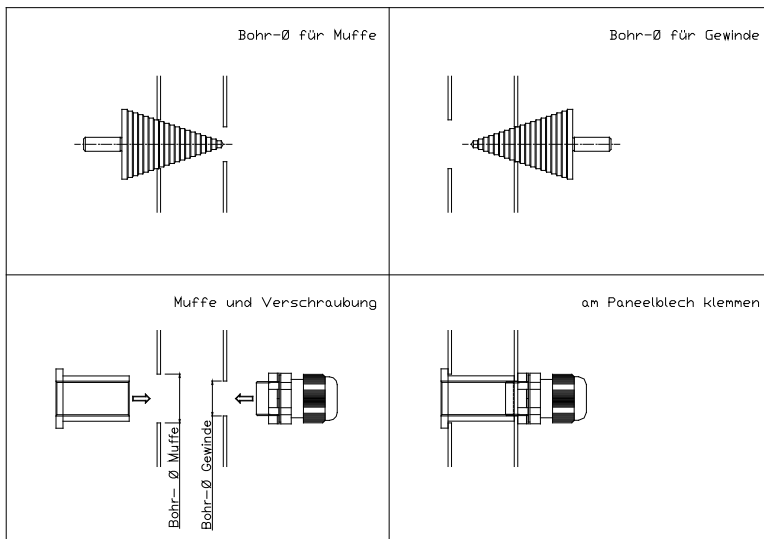 Bohr-Ø für Muffe
Bohr-Ø für Gewinde
Muffe und Verschraubung
am Paneelblech klemmen
Bohr- Ø Muffe
Bohr-Ø Gewinde